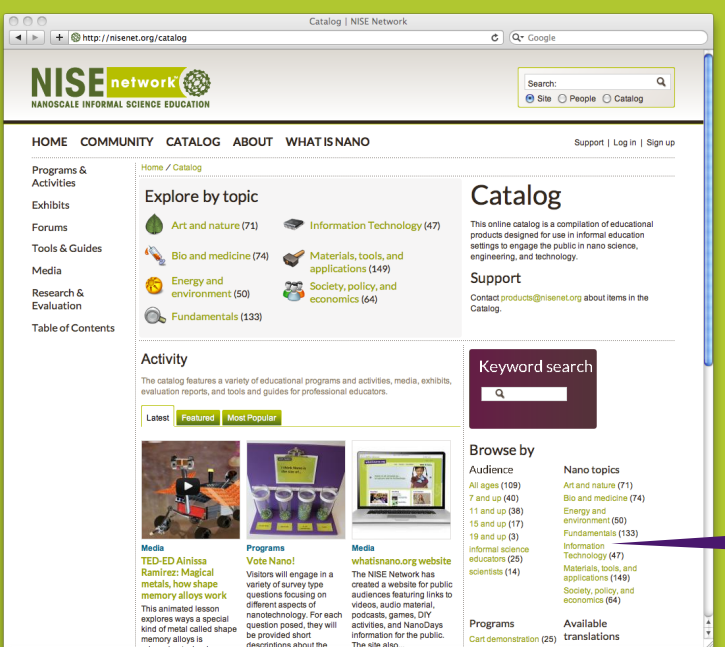 Catalog | NISE Network
http://nisenet.org/catalog
Google
NISE network
NANOSCALE INFORMAL SCIENCE EDUCATION
Search:
Site People Catalog
HOME COMMUNITY CATALOG ABOUT WHAT IS NANO
Support | Log in | Sign up
Programs &
Activities
Exhibits
Forums
Tools & Guides
Media
Research &
Evaluation
Table of Contents
Home / Catalog
Explore by topic
Art and nature (71)
Information Technology (47)
Bio and medicine (74)
Materials, tools, and
applications (149)
Energy and
environment (50)
Society, policy, and
economics (64)
Fundamentals (133)
Catalog
This online catalog is a compilation of educational
products designed for use in informal education
settings to engage the public in nano science,
engineering, and technology.
Support
Contact products@nisenet.org about items in the
Catalog.
Activity
The catalog features a variety of educational programs and activities, media, exhibits,
evaluation reports, and tools and guides for professional educators.
Latest Featured Most Popular
Media
TED-ED Ainissa
Ramirez: Magical
metals, how shape
memory alloys work
This animated lesson
explores ways a special
kind of metal called shape
memory alloys is
Programs
Vote Nano!
Visitors will engage in a
variety of survey type
questions focusing on
different aspects of
nanotechnology. For each
question posed, they will
be provided short
descriptions about the
Media
whatisnano.org website
The NISE Network has
created a website for public
audiences featuring links to
videos, audio material,
podcasts, games, DIY
activities, and NanoDays
information for the public.
The site also...
Keyword search
Browse by
Audience
All ages (109)
7 and up (40)
11 and up (38)
15 and up (17)
19 and up (3)
informal science
educators (25)
scientists (14)
Nano topics
Art and nature (71)
Bio and medicine (74)
Energy and
environment (50)
Fundamentals (133)
Information
Technology (47)
Materials, tools, and
applications (149)
Society, policy, and
economics (64)
Programs
Cart demonstration (25)
Available
translations